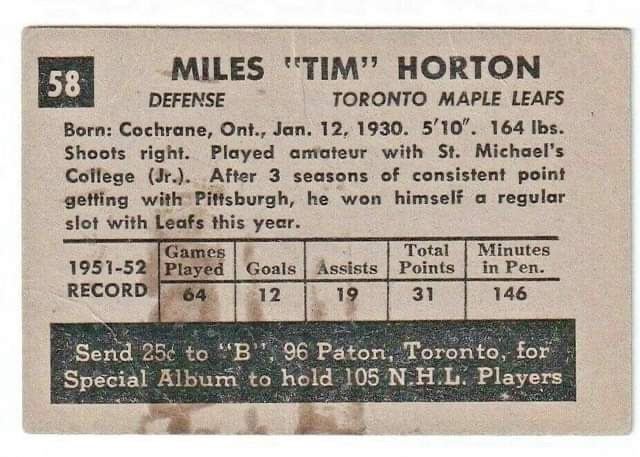 58
MILES "TIM" HORTON
DEFENSE TORONTO MAPLE LEAFS
Born: Cochrane, Ont., Jan. 12, 1930. 5'10". 164 lbs.
Shoots right. Played amateur with St. Michael's
College (Jr.). After 3 seasons of consistent point
getting with Pittsburgh, he won himself a regular
slot with Leafs this year.
1951-52 RECORD
Games Played Goals Assists Total Points Minutes in Pen.
64 12 19 31 146
Send 25¢ to "B", 96 Paton, Toronto, for
Special Album to hold 105 N.H.L. Players